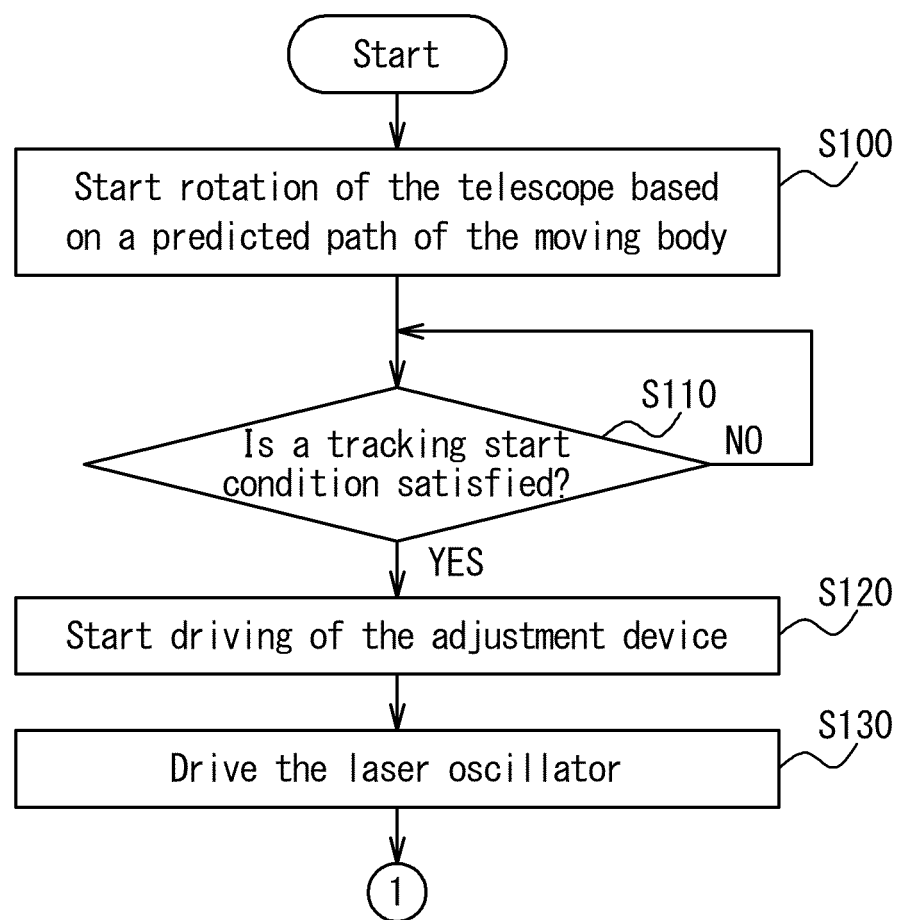 Start
S100
Start rotation of the telescope based
on a predicted path of the moving body
S110
Is a tracking start
condition satisfied?
NO
YES
S120
Start driving of the adjustment device
S130
Drive the laser oscillator
1